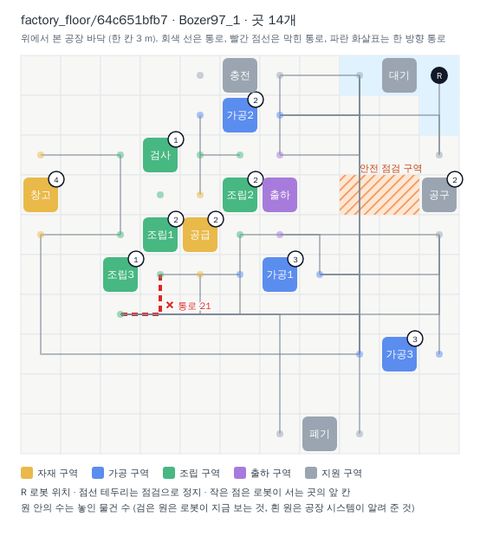 factory_floor/64c651bfb7 · Bozer97_1 · 곳 14개
위에서 본 공장 바닥 (한 칸 3 m). 회색 선은 통로, 빨간 점선은 막힌 통로, 파란 화살표는 한 방향 통로
충전
대기
R
가공2
2
검사
1
안전 점검 구역
창고
4
조립2
2
출하
공구
2
조립1
2
공급
2
조립3
1
가공1
3
✖ 통로 21
가공3
3
폐기
자재 구역
가공 구역
조립 구역
출하 구역
지원 구역
R 로봇 위치 · 점선 테두리는 점검으로 정지 · 작은 점은 로봇이 서는 곳의 앞 칸
원 안의 수는 놓인 물건 수 (검은 원은 로봇이 지금 보는 것, 흰 원은 공장 시스템이 알려 준 것)